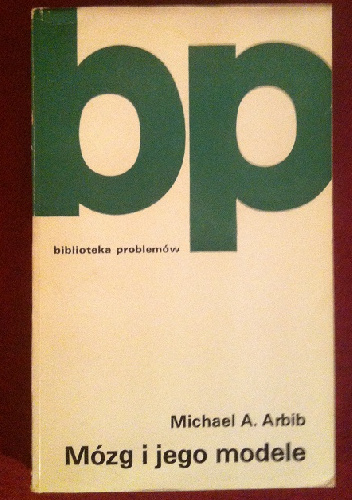 bp
biblioteka problemów
Michael A. Arbib
Mózg i jego modele